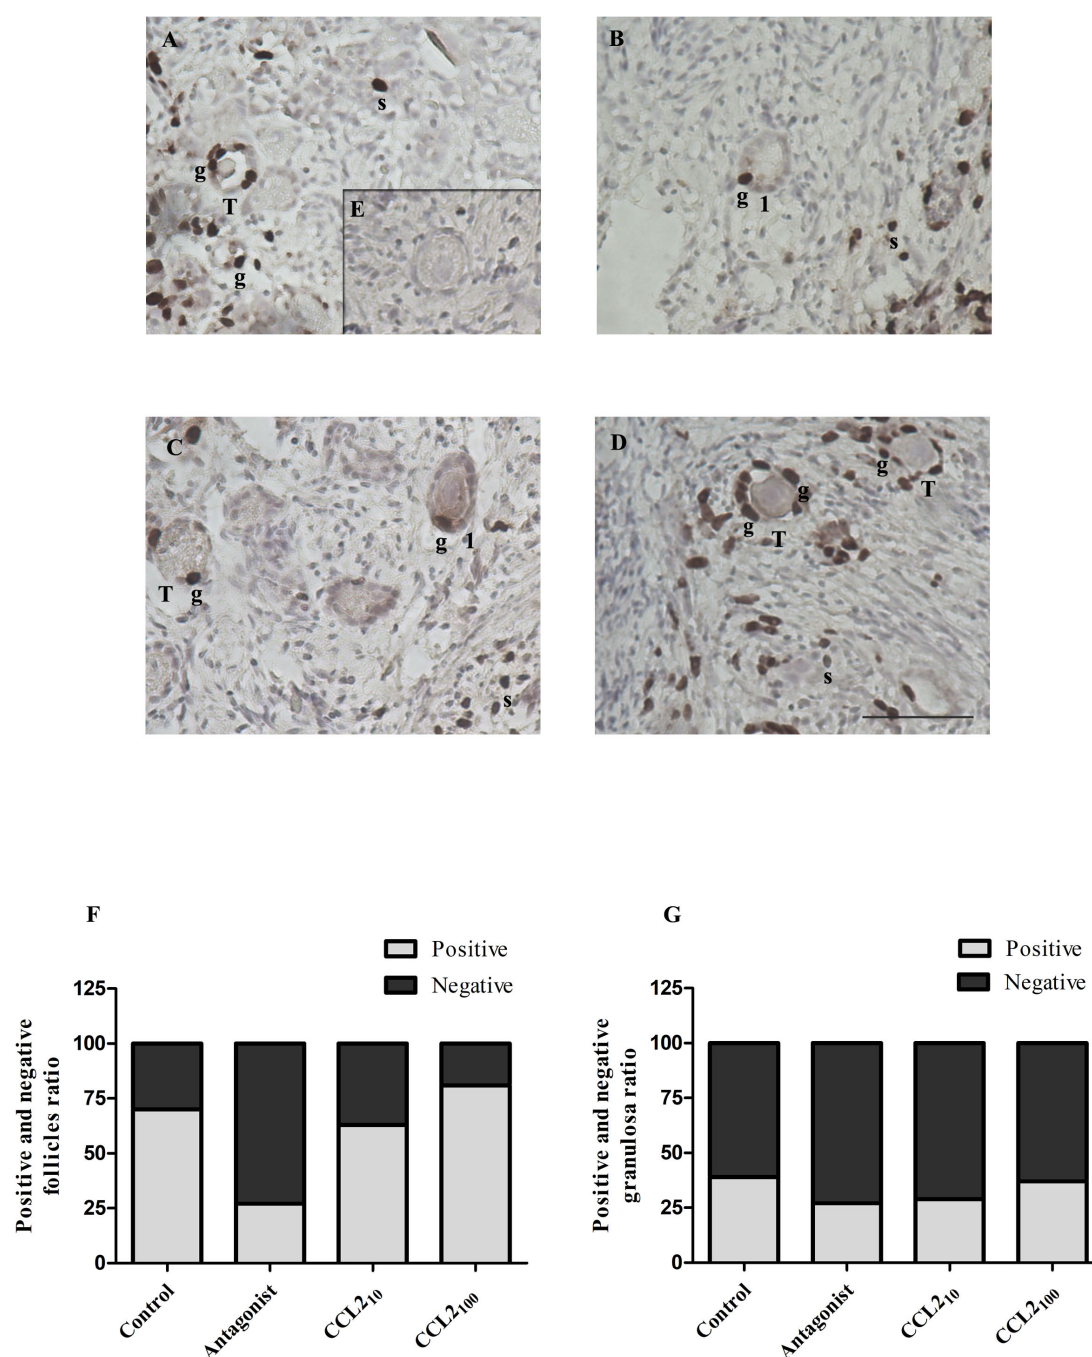 A
s
g
T
E
g
B
g 1
s
C
g 1
T g
s
D
g
T
g
g
T
s
F
Positive
Negative
Positive and negative
follicles ratio
125
100
75
50
25
0
Control
Antagonist
CCL2₁₀
CCL2₁₀₀
G
Positive
Negative
Positive and negative
granulosa ratio
125
100
75
50
25
0
Control
Antagonist
CCL2₁₀
CCL2₁₀₀